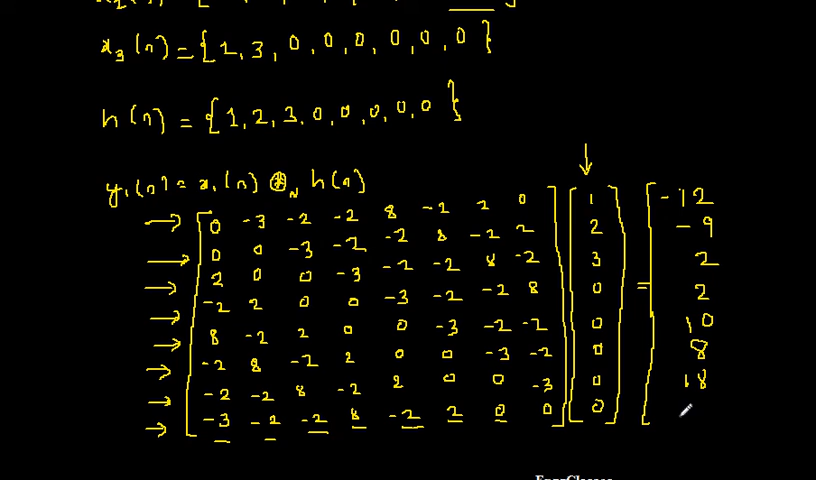 x₃(n) = { 1, 3, 0, 0, 0, 0, 0, 0 }
h(n) = { 1, 2, 3, 0, 0, 0, 0, 0 }
y₁(n) = x₁(n) ⊛N h(n)
→ 0 -3 -2 -2 8 -2 2 0 1 -12
→ 0 0 -3 -2 -2 8 -2 2 2 -9
→ 2 0 0 -3 -2 -2 8 -2 3 2
→ -2 2 0 0 -3 -2 -2 8 0 = 2
→ 8 -2 2 0 0 -3 -2 -2 0 10
→ -2 8 -2 2 0 0 -3 -2 0 8
→ -2 -2 8 -2 2 0 0 -3 0 18
→ -3 -2 -2 8 -2 2 0 0 0